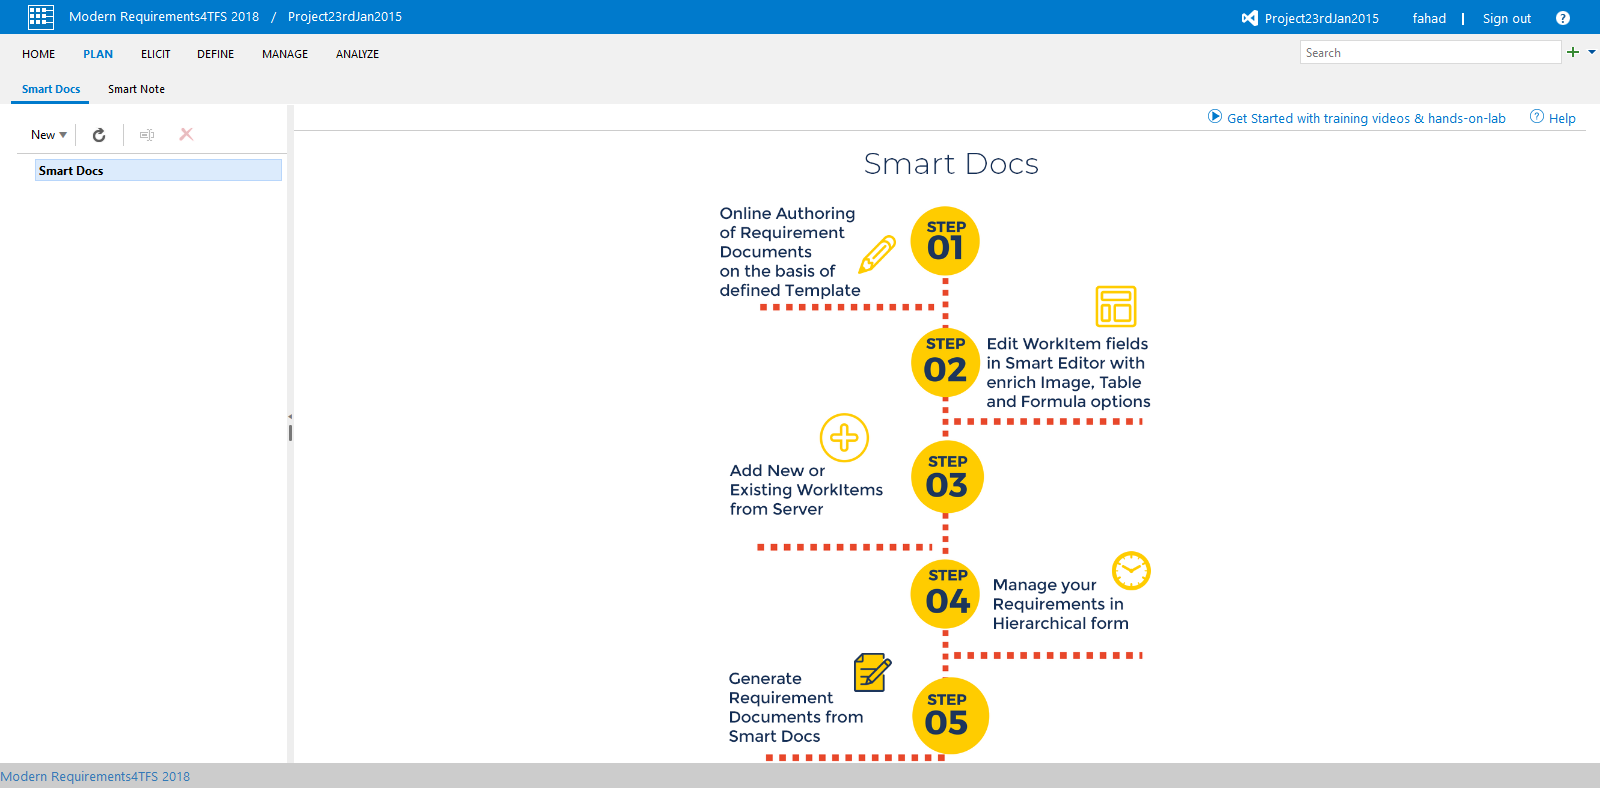 Modern Requirements4TFS 2018 / Project23rdJan2015
Project23rdJan2015 fahad | Sign out ?
HOME PLAN ELICIT DEFINE MANAGE ANALYZE
Search
Smart Docs Smart Note
Get Started with training videos & hands-on-lab ? Help
New
Smart Docs
Smart Docs
Online Authoring
of Requirement
Documents
on the basis of
defined Template
STEP
01
STEP
02
Edit WorkItem fields
in Smart Editor with
enrich Image, Table
and Formula options
Add New or
Existing WorkItems
from Server
STEP
03
STEP
04
Manage your
Requirements in
Hierarchical form
Generate
Requirement
Documents from
Smart Docs
STEP
05
Modern Requirements4TFS 2018